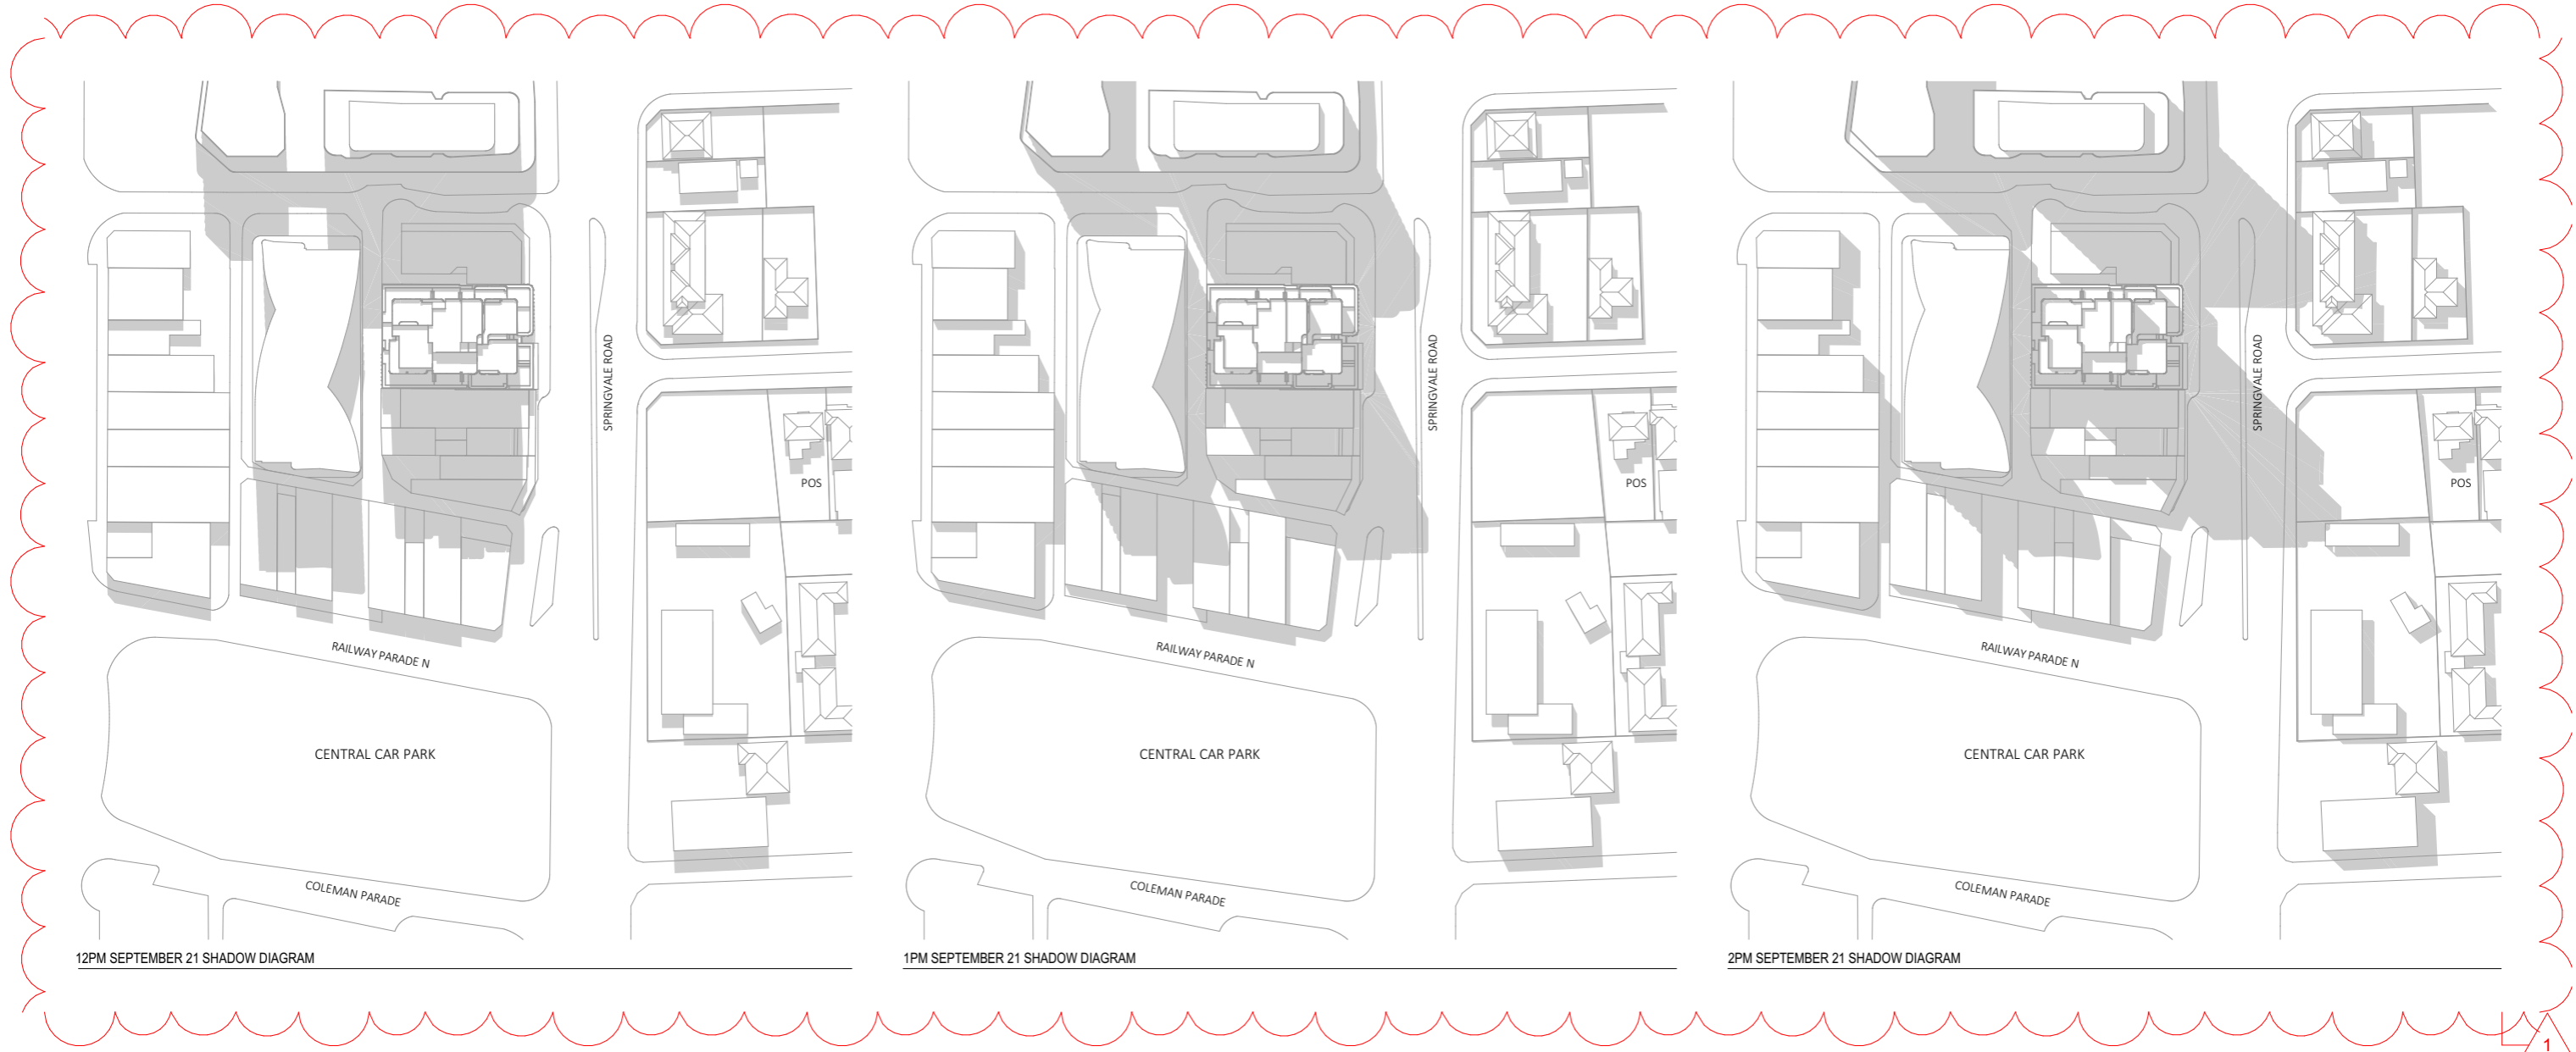 SPRINGVALE ROAD
POS
RAILWAY PARADE N
CENTRAL CAR PARK
COLEMAN PARADE
12PM SEPTEMBER 21 SHADOW DIAGRAM
SPRINGVALE ROAD
POS
RAILWAY PARADE N
CENTRAL CAR PARK
COLEMAN PARADE
1PM SEPTEMBER 21 SHADOW DIAGRAM
SPRINGVALE ROAD
POS
RAILWAY PARADE N
CENTRAL CAR PARK
COLEMAN PARADE
2PM SEPTEMBER 21 SHADOW DIAGRAM
1